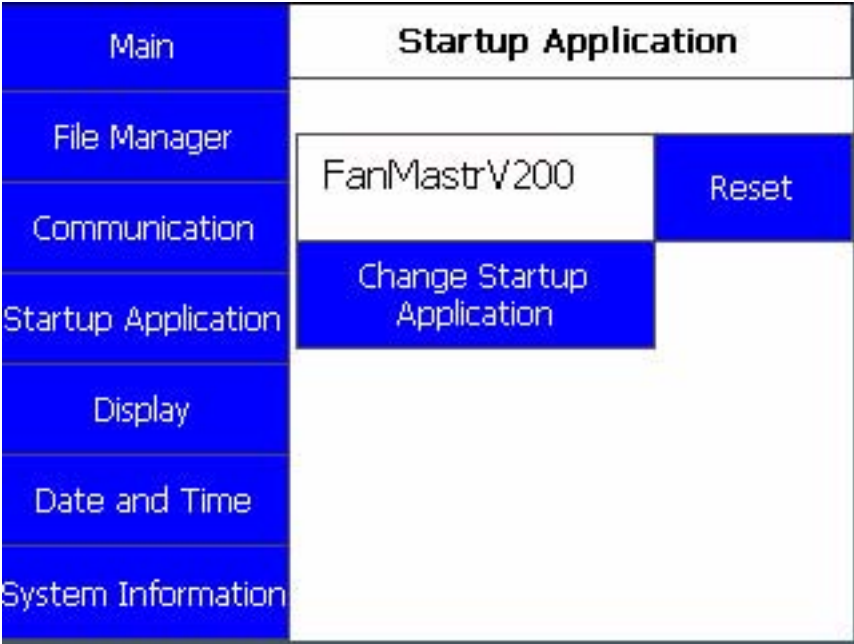 Main
File Manager
Communication
Startup Application
Display
Date and Time
System Information
Startup Application
FanMastrV200
Reset
Change Startup
Application